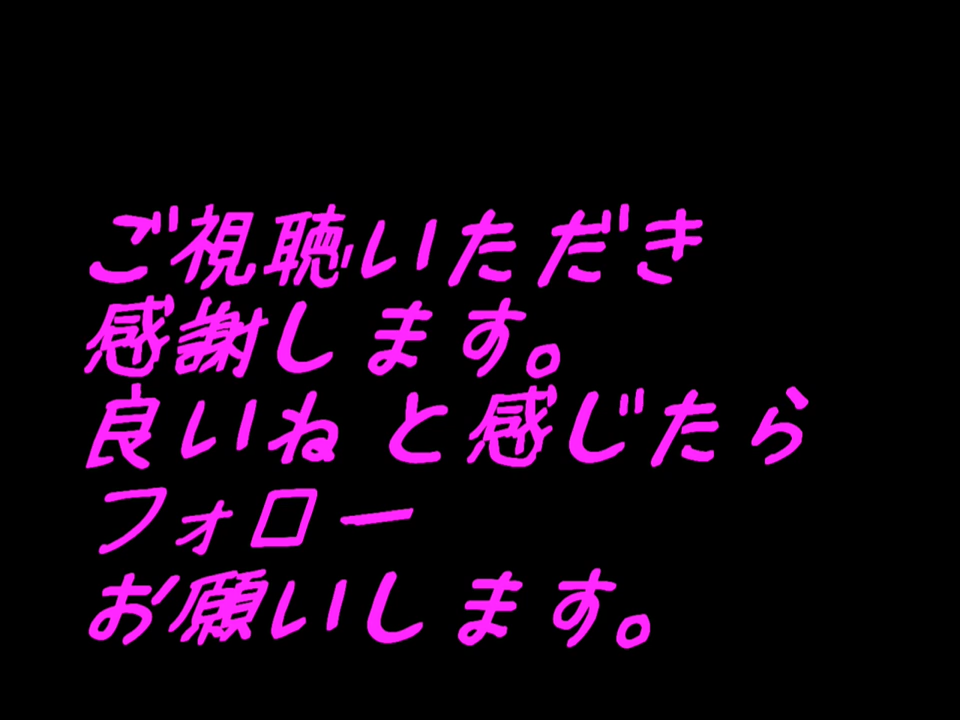 ご視聴いただき
感謝します。
良いねと感じたら
フォロー
お願いします。